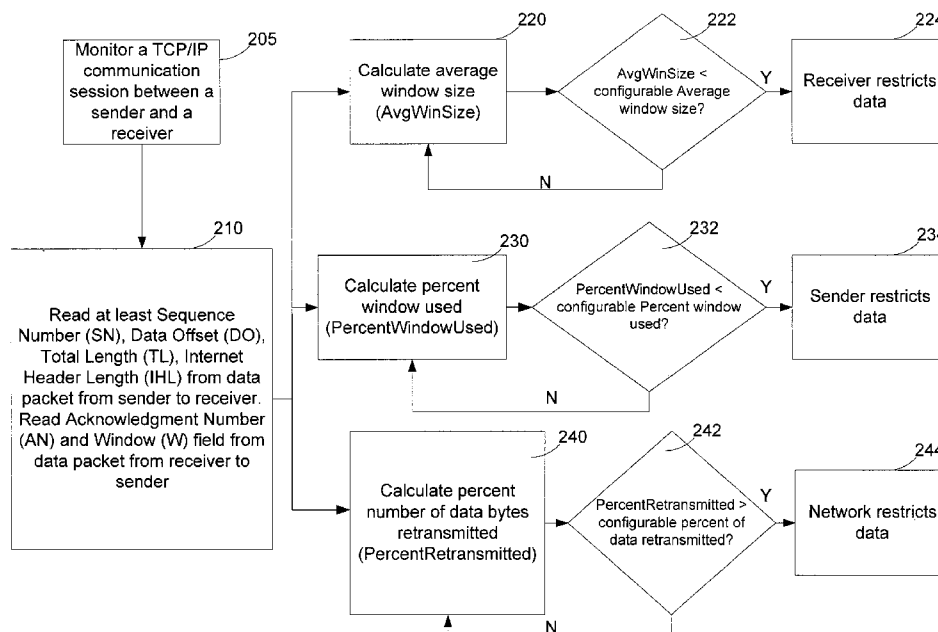 205
Monitor a TCP/IP
communication
session between a
sender and a
receiver
210
Read at least Sequence
Number (SN), Data Offset (DO),
Total Length (TL), Internet
Header Length (IHL) from data
packet from sender to receiver.
Read Acknowledgment Number
(AN) and Window (W) field from
data packet from receiver to
sender
220
Calculate average
window size
(AvgWinSize)
222
AvgWinSize <
configurable Average
window size?
Y
N
224
Receiver restricts
data
230
Calculate percent
window used
(PercentWindowUsed)
232
PercentWindowUsed <
configurable Percent window
used?
Y
N
234
Sender restricts
data
240
Calculate percent
number of data bytes
retransmitted
(PercentRetransmitted)
242
PercentRetransmitted >
configurable percent of
data retransmitted?
Y
N
244
Network restricts
data